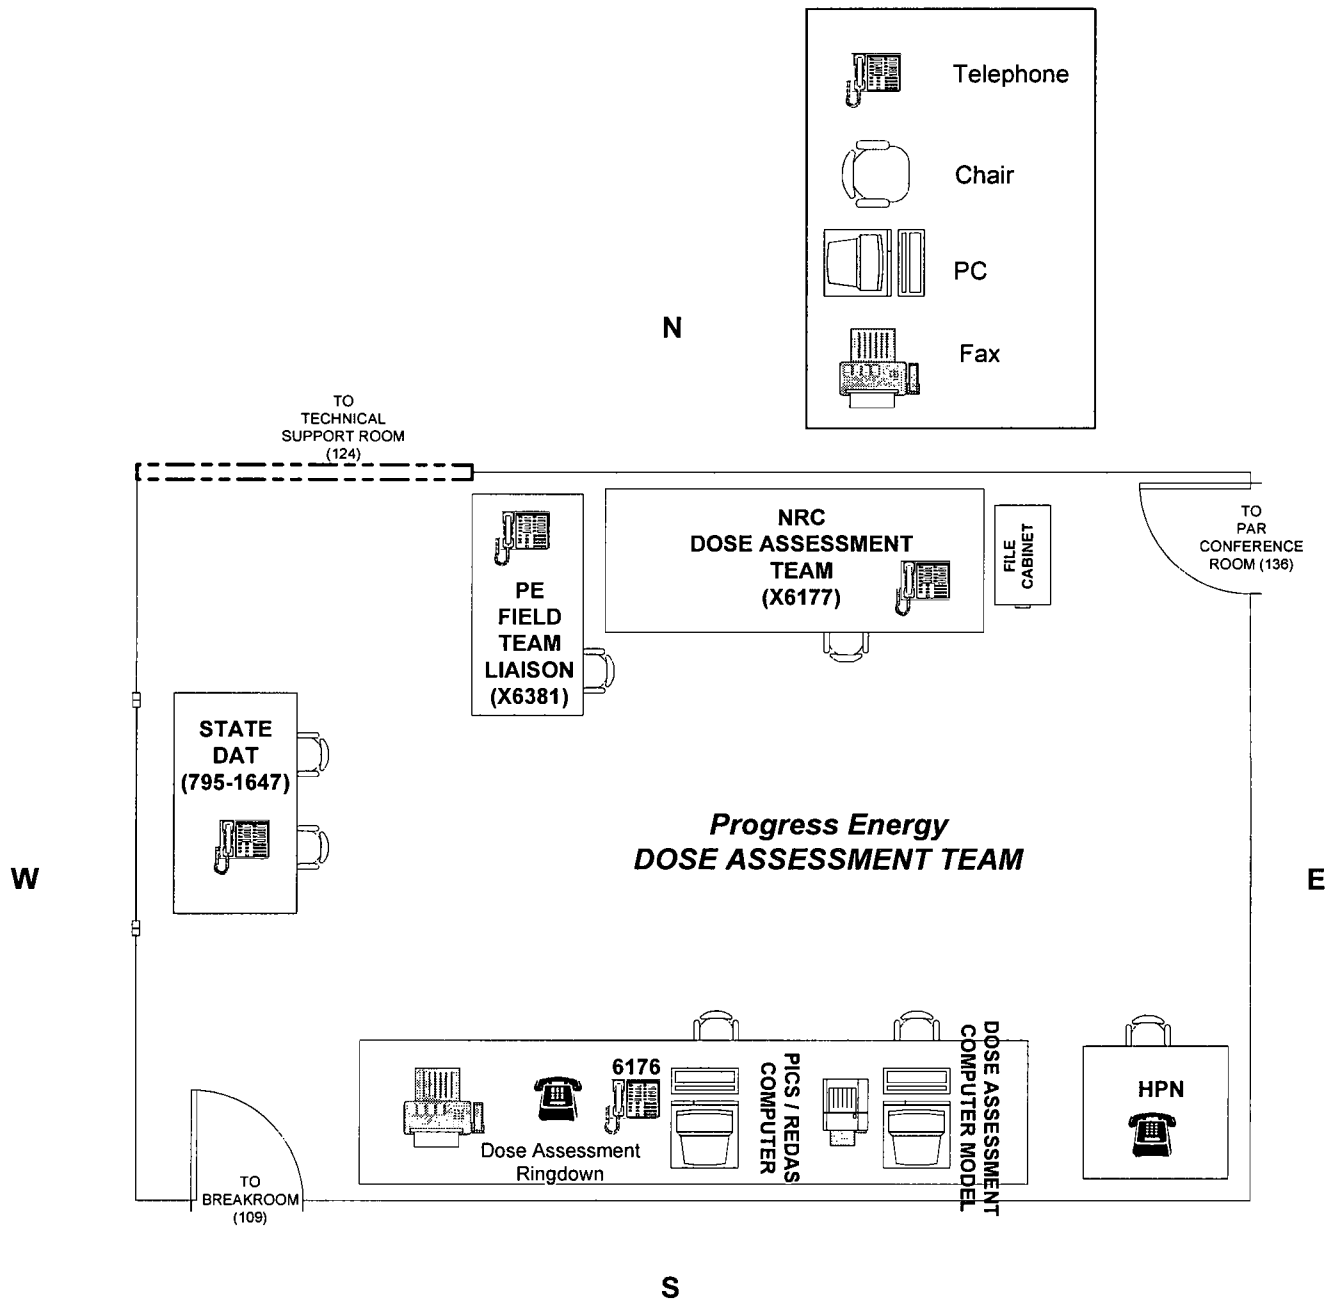 Telephone
Chair
PC
Fax
N
TO
TECHNICAL
SUPPORT ROOM
(124)
NRC
DOSE ASSESSMENT
TEAM
(X6177)
FILE
CABINET
TO
PAR
CONFERENCE
ROOM (136)
PE
FIELD
TEAM
LIAISON
(X6381)
STATE
DAT
(795-1647)
Progress Energy
DOSE ASSESSMENT TEAM
W
E
6176
Dose Assessment
Ringdown
PICS / REDAS
COMPUTER
DOSE ASSESSMENT
COMPUTER MODEL
HPN
TO
BREAKROOM
(109)
S